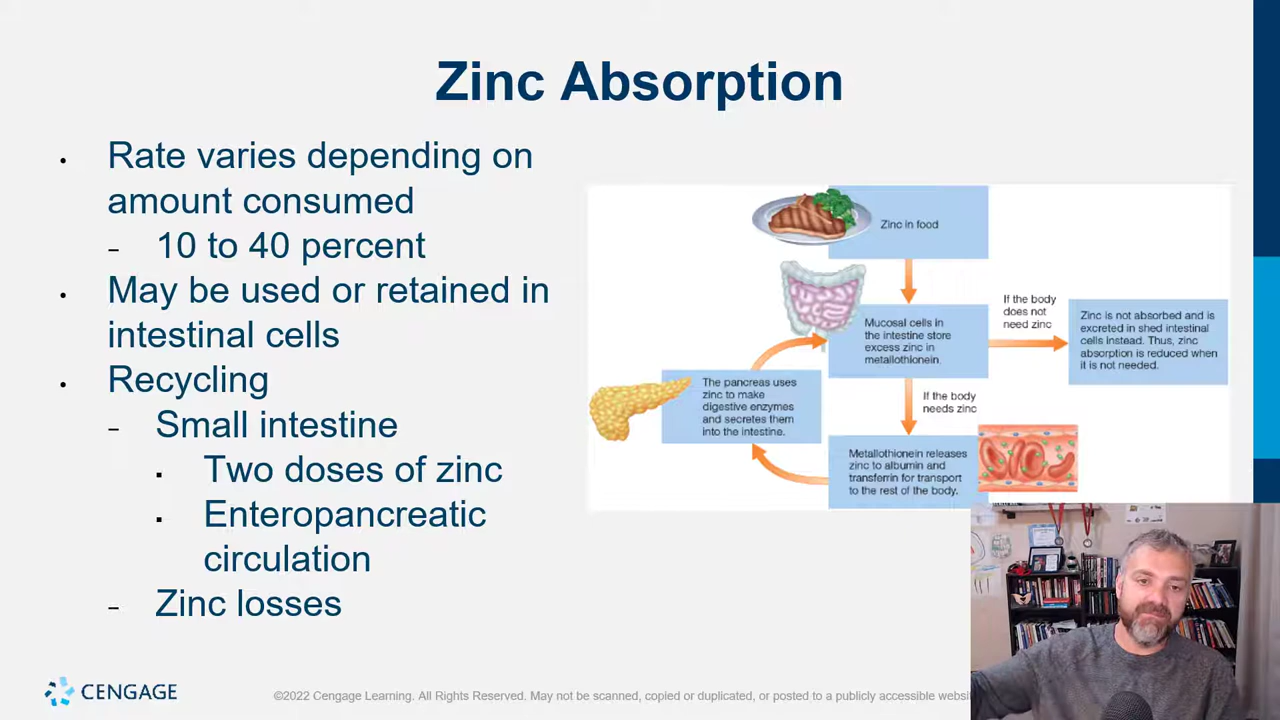 Zinc Absorption
• Rate varies depending on
amount consumed
– 10 to 40 percent
• May be used or retained in
intestinal cells
• Recycling
– Small intestine
▪ Two doses of zinc
▪ Enteropancreatic
circulation
– Zinc losses
Zinc in food
Mucosal cells in
the intestine store
excess zinc in
metallothionein.
If the body
does not
need zinc
Zinc is not absorbed and is
excreted in shed intestinal
cells instead. Thus, zinc
absorption is reduced when
it is not needed.
If the body
needs zinc
The pancreas uses
zinc to make
digestive enzymes
and secretes them
into the intestine.
Metallothionein releases
zinc to albumin and
transferrin for transport
to the rest of the body.
CENGAGE
©2022 Cengage Learning. All Rights Reserved. May not be scanned, copied or duplicated, or posted to a publicly accessible